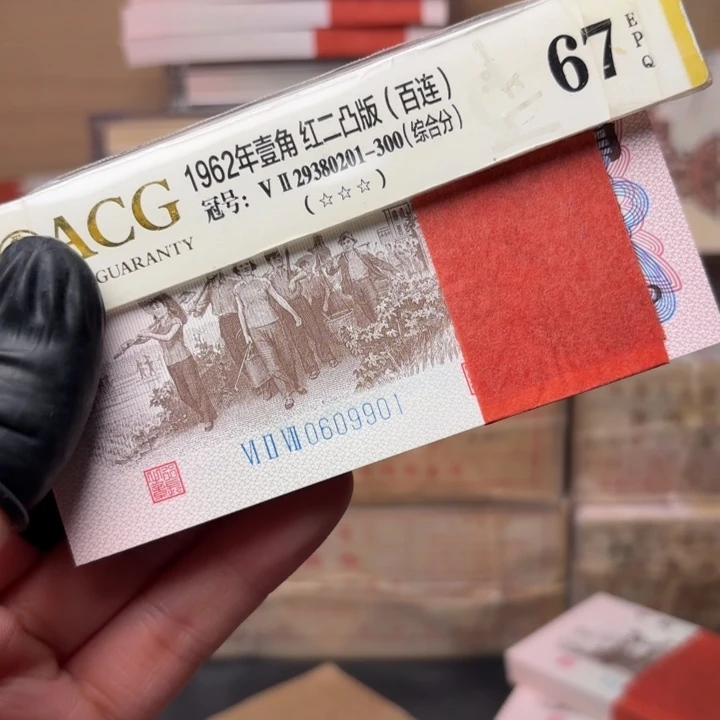 ACG
GUARANTY
1962年壹角 红二凸版 (百连)
冠号: V II 29380201-300(综合分)
(☆☆☆)
67
EPQ
VI II VII 0609901